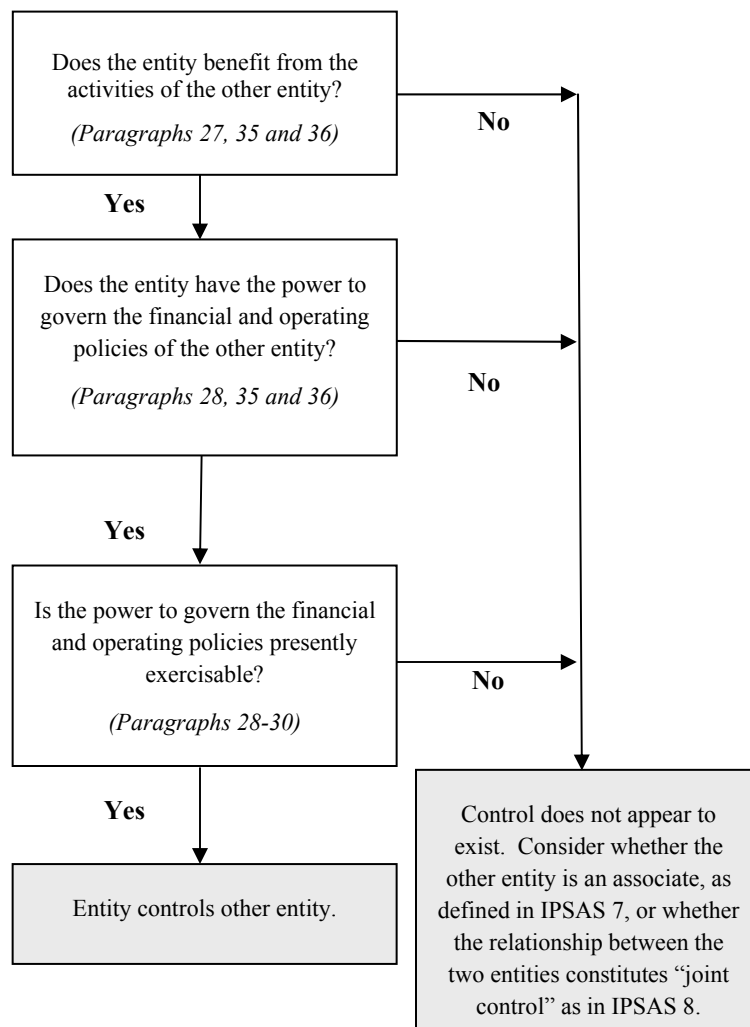 Does the entity benefit from the
activities of the other entity?
(Paragraphs 27, 35 and 36)
No
Yes
Does the entity have the power to
govern the financial and operating
policies of the other entity?
(Paragraphs 28, 35 and 36)
No
Yes
Is the power to govern the financial
and operating policies presently
exercisable?
(Paragraphs 28-30)
No
Yes
Entity controls other entity.
Control does not appear to
exist.  Consider whether the
other entity is an associate, as
defined in IPSAS 7, or whether
the relationship between the
two entities constitutes “joint
control” as in IPSAS 8.